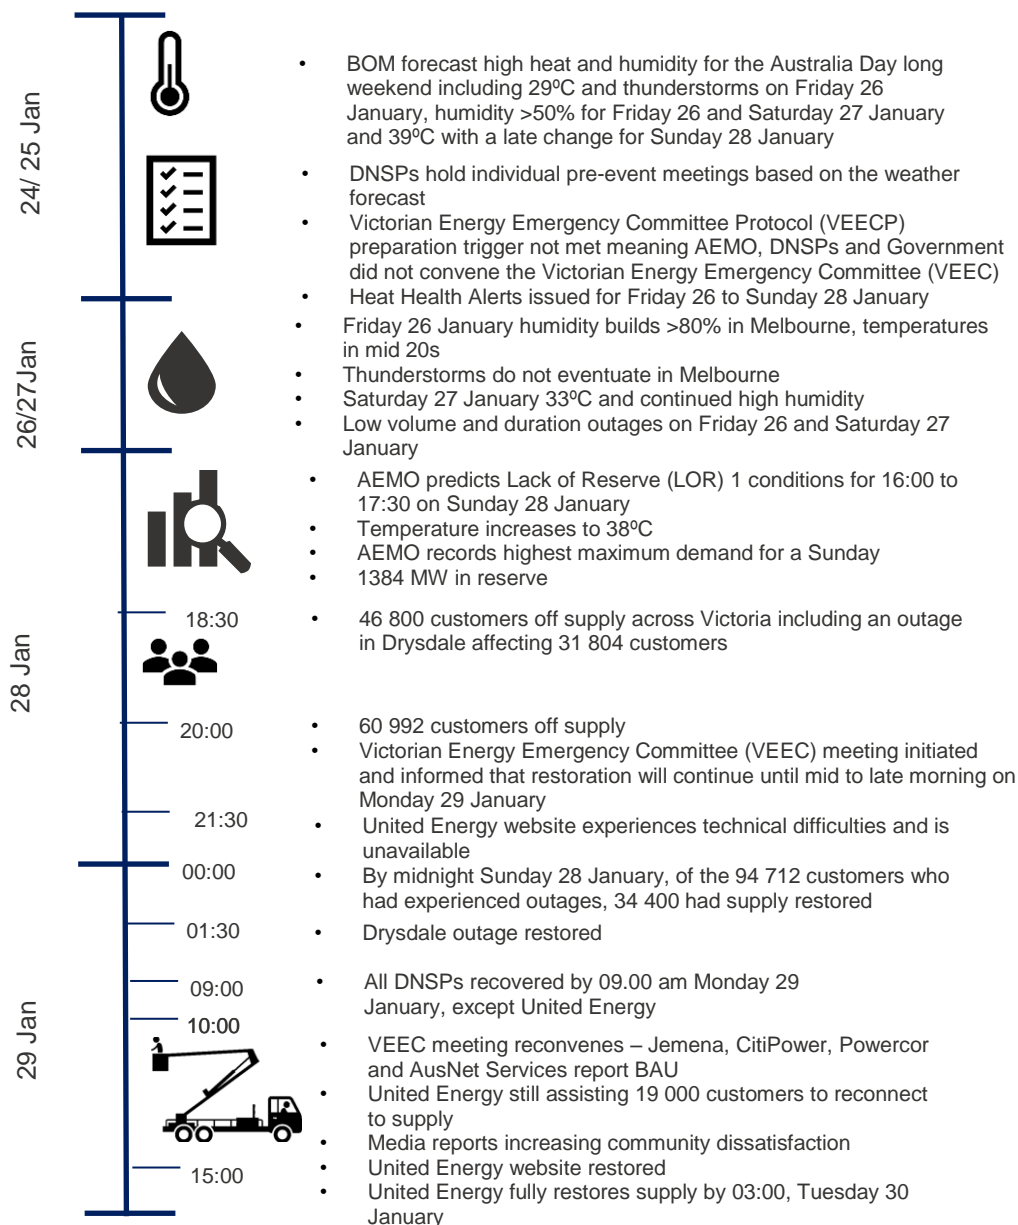 24/ 25 Jan
• BOM forecast high heat and humidity for the Australia Day long
weekend including 29ºC and thunderstorms on Friday 26
January, humidity >50% for Friday 26 and Saturday 27 January
and 39ºC with a late change for Sunday 28 January
• DNSPs hold individual pre-event meetings based on the weather
forecast
• Victorian Energy Emergency Committee Protocol (VEECP)
preparation trigger not met meaning AEMO, DNSPs and Government
did not convene the Victorian Energy Emergency Committee (VEEC)
• Heat Health Alerts issued for Friday 26 to Sunday 28 January
26/27Jan
• Friday 26 January humidity builds >80% in Melbourne, temperatures
in mid 20s
• Thunderstorms do not eventuate in Melbourne
• Saturday 27 January 33ºC and continued high humidity
• Low volume and duration outages on Friday 26 and Saturday 27
January
28 Jan
• AEMO predicts Lack of Reserve (LOR) 1 conditions for 16:00 to
17:30 on Sunday 28 January
• Temperature increases to 38ºC
• AEMO records highest maximum demand for a Sunday
• 1384 MW in reserve
18:30
• 46 800 customers off supply across Victoria including an outage
in Drysdale affecting 31 804 customers
20:00
• 60 992 customers off supply
• Victorian Energy Emergency Committee (VEEC) meeting initiated
and informed that restoration will continue until mid to late morning on
Monday 29 January
21:30
• United Energy website experiences technical difficulties and is
unavailable
00:00
• By midnight Sunday 28 January, of the 94 712 customers who
had experienced outages, 34 400 had supply restored
29 Jan
01:30
• Drysdale outage restored
09:00
• All DNSPs recovered by 09.00 am Monday 29
January, except United Energy
10:00
• VEEC meeting reconvenes – Jemena, CitiPower, Powercor
and AusNet Services report BAU
• United Energy still assisting 19 000 customers to reconnect
to supply
• Media reports increasing community dissatisfaction
15:00
• United Energy website restored
• United Energy fully restores supply by 03:00, Tuesday 30
January